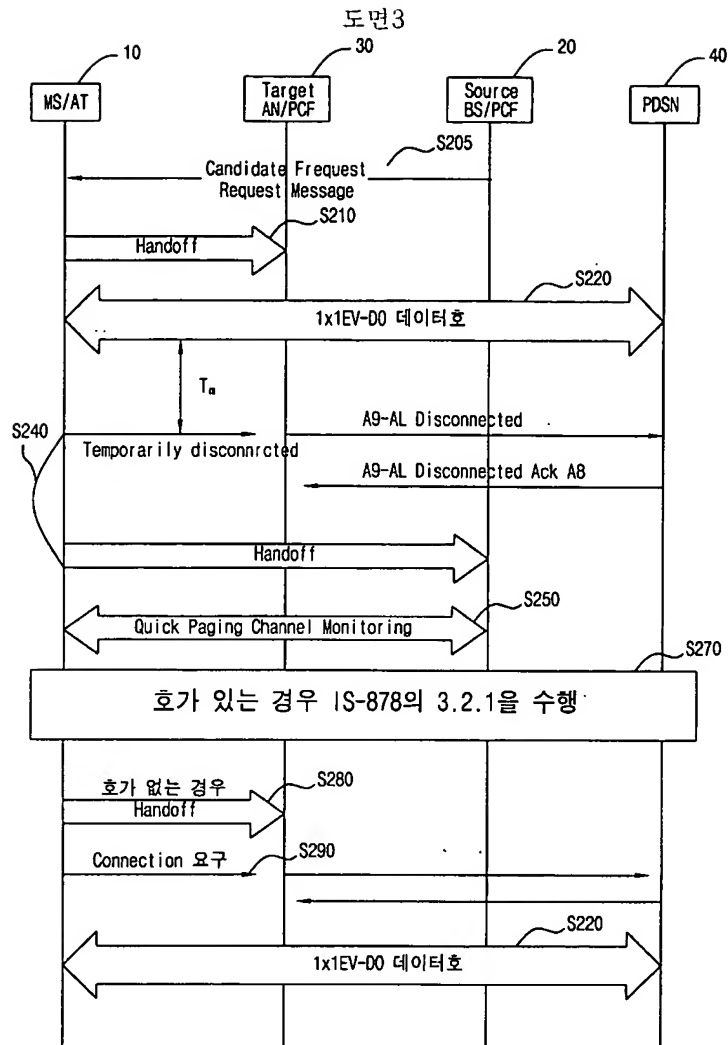 도면3
10
30
20
40
MS/AT
Target
AN/PCF
Source
BS/PCF
PDSN
S205
Candidate Frequest
Request Message
S210
Handoff
S220
1x1EV-DO 데이터호
Tα
S240
A9-AL Disconnected
Temporarily disconnrcted
A9-AL Disconnected Ack A8
Handoff
S250
Quick Paging Channel Monitoring
S270
호가 있는 경우 IS-878의 3.2.1을 수행
호가 없는 경우
S280
Handoff
Connection 요구
S290
S220
1x1EV-DO 데이터호